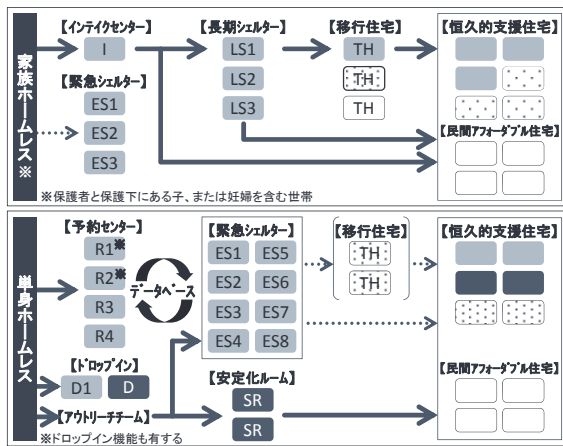 家族ホームレス※
【インテイクセンター】
I
【緊急シェルター】
ES1
ES2
ES3
【長期シェルター】
LS1
LS2
LS3
【移行住宅】
TH
TH
TH
【恒久的支援住宅】
【民間アフォーダブル住宅】
※保護者と保護下にある子、または妊婦を含む世帯
単身ホームレス
【予約センター】
R1※
R2※
R3
R4
データベース
【ドロップイン】
D1 D
【アウトリーチチーム】
※ドロップイン機能も有する
【緊急シェルター】
ES1 ES5
ES2 ES6
ES3 ES7
ES4 ES8
【安定化ルーム】
SR
SR
【移行住宅】
TH
TH
【恒久的支援住宅】
【民間アフォーダブル住宅】